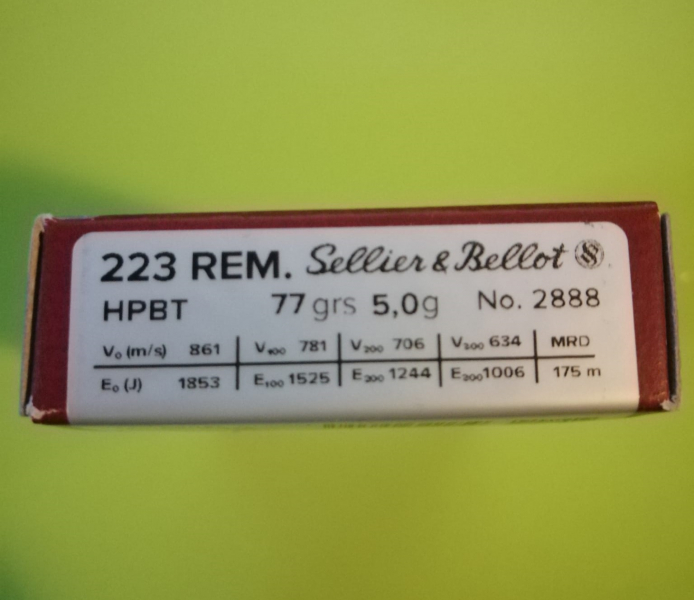 223 REM. Sellier & Bellot
HPBT 77 grs 5,0g No. 2888
V₀ (m/s) 861 V₁₀₀ 781 V₂₀₀ 706 V₃₀₀ 634 MRD
E₀ (J) 1853 E₁₀₀ 1525 E₂₀₀ 1244 E₃₀₀ 1006 175 m